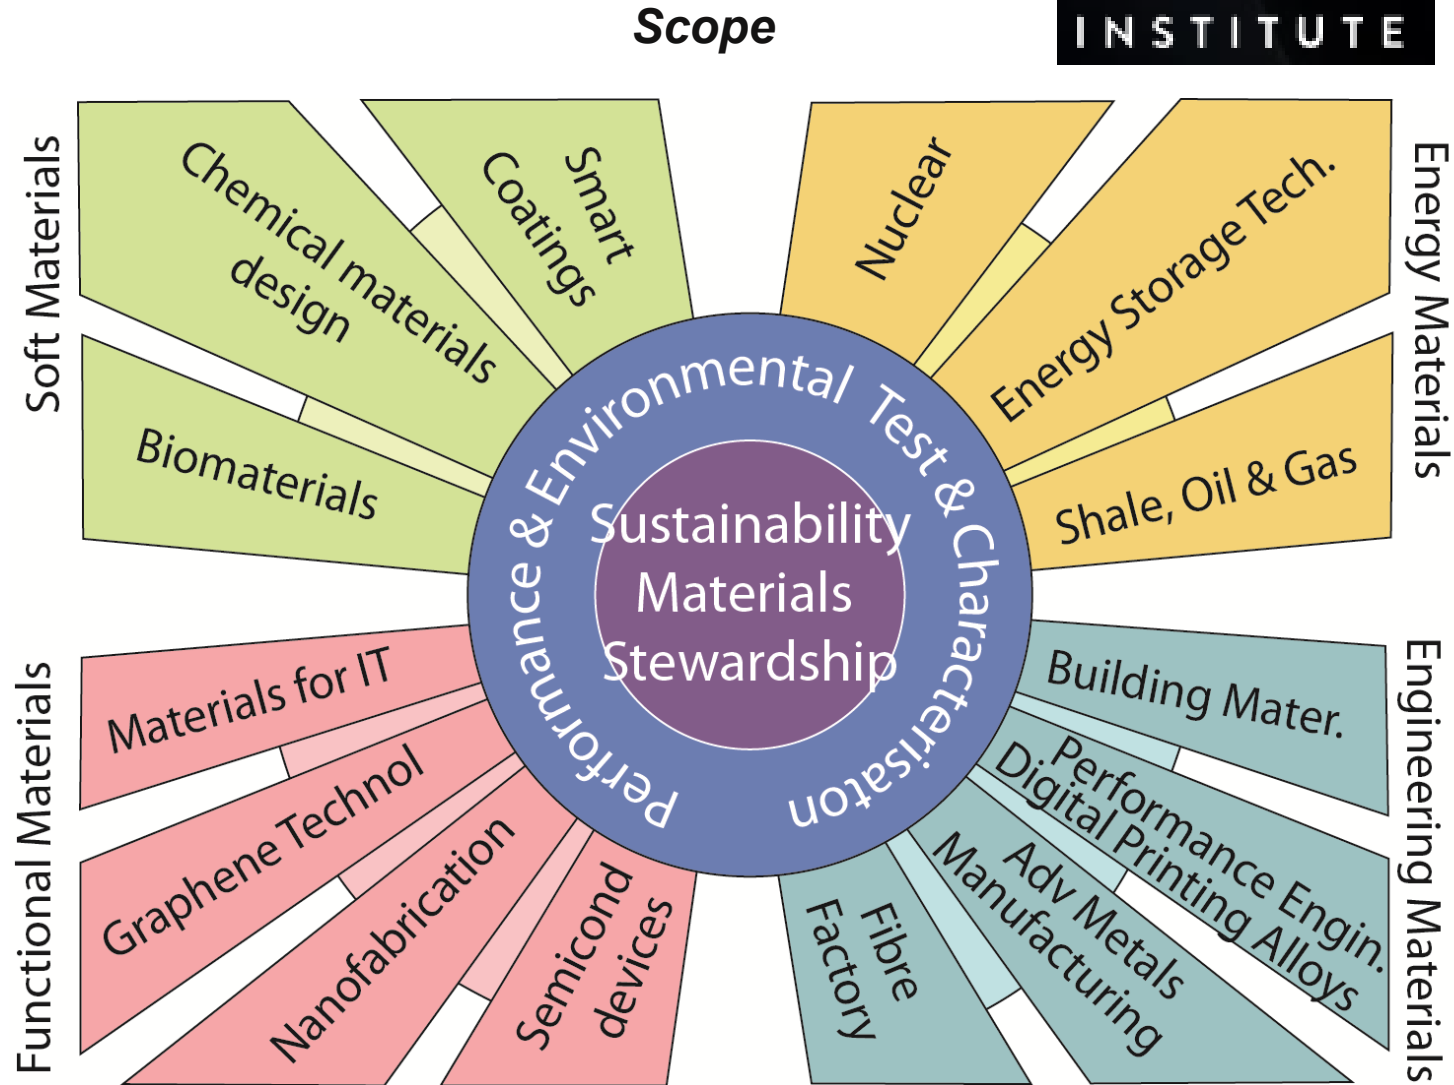 Scope
INSTITUTE
Soft Materials
Chemical materials
design
Smart
Coatings
Biomaterials
Nuclear
Energy Storage Tech.
Shale, Oil & Gas
Energy Materials
Performance & Environmental Test & Characterisaton
Sustainability
Materials
Stewardship
Functional Materials
Materials for IT
Graphene Technol
Nanofabrication
Semicond
devices
Building Mater.
Performance Engin.
Digital Printing Alloys
Adv Metals
Manufacturing
Fibre
Factory
Engineering Materials